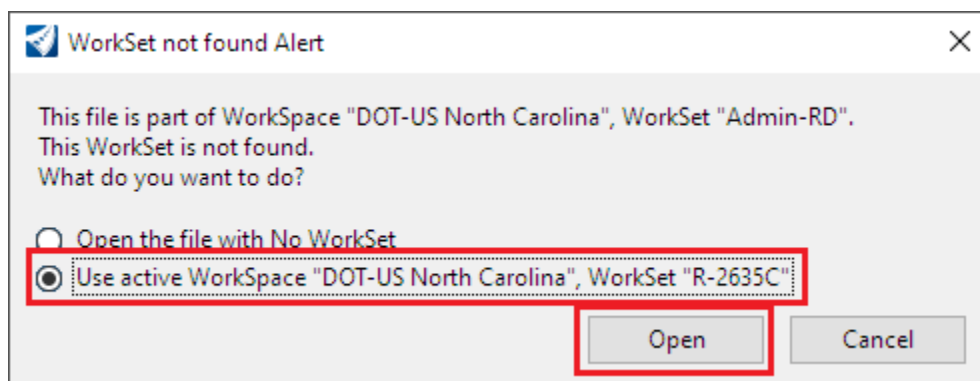 WorkSet not found Alert
This file is part of WorkSpace "DOT-US North Carolina", WorkSet "Admin-RD".
This WorkSet is not found.
What do you want to do?
Open the file with No WorkSet
Use active WorkSpace "DOT-US North Carolina", WorkSet "R-2635C"
Open Cancel